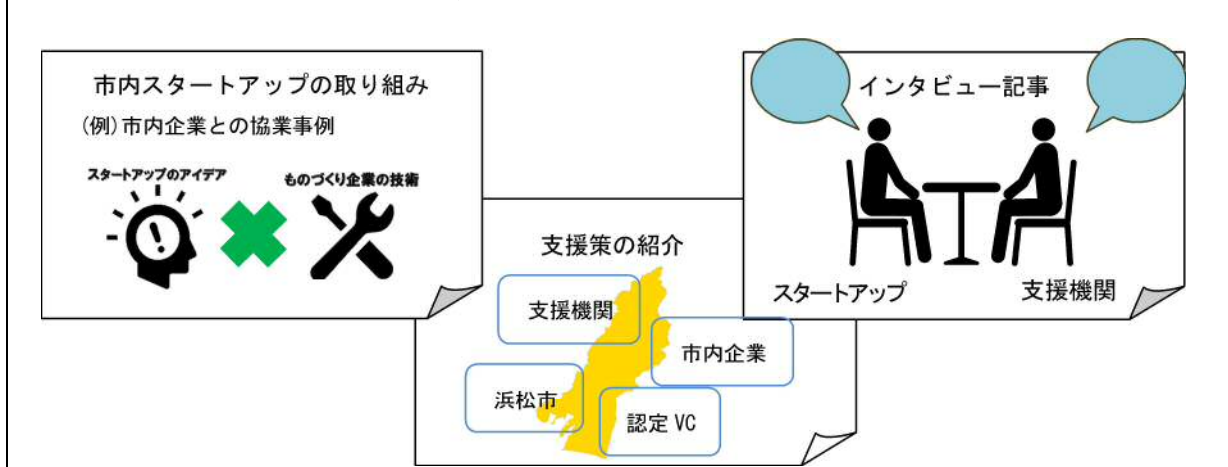 市内スタートアップの取り組み
(例)市内企業との協業事例
スタートアップのアイデア
ものづくり企業の技術
支援策の紹介
支援機関
市内企業
浜松市
認定 VC
インタビュー記事
スタートアップ
支援機関